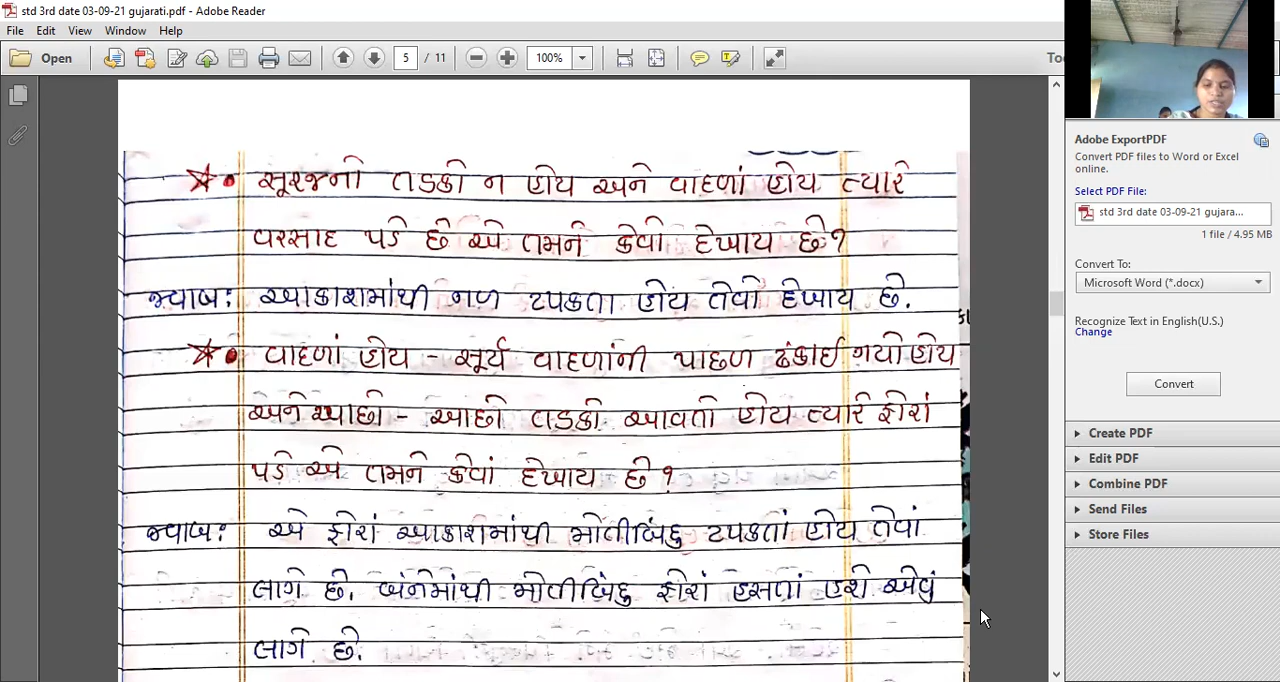 std 3rd date 03-09-21 gujarati.pdf - Adobe Reader
File Edit View Window Help
Open 5 / 11 100%
Adobe ExportPDF
Convert PDF files to Word or Excel
online.
Select PDF File:
std 3rd date 03-09-21 gujara...
1 file / 4.95 MB
Convert To:
Microsoft Word (*.docx)
Recognize Text in English(U.S.)
Change
Convert
Create PDF
Edit PDF
Combine PDF
Send Files
Store Files
સૂરજનો તડકો ન હોય અને વાદળાં હોય ત્યારે
વરસાદ પડે છે એ તમને કેવો દેખાય છે?
જવાબ: આકાશમાંથી જળ ટપકતા હોય તેવો દેખાય છે.
વાદળાં હોય - સૂર્ય વાદળાંની પાછળ ઢંકાઈ ગયો હોય
અને આછો - આછો તડકો આવતો હોય ત્યારે ફોરાં
પડે એ તમને કેવાં દેખાય છે?
જવાબ: એ ફોરાં આકાશમાંથી મોતીબિંદુ ટપકતાં હોય તેવાં
લાગે છે. બંનેમાંથી મોતીબિંદુ ફોરાં હસતાં હશે એવું
લાગે છે.